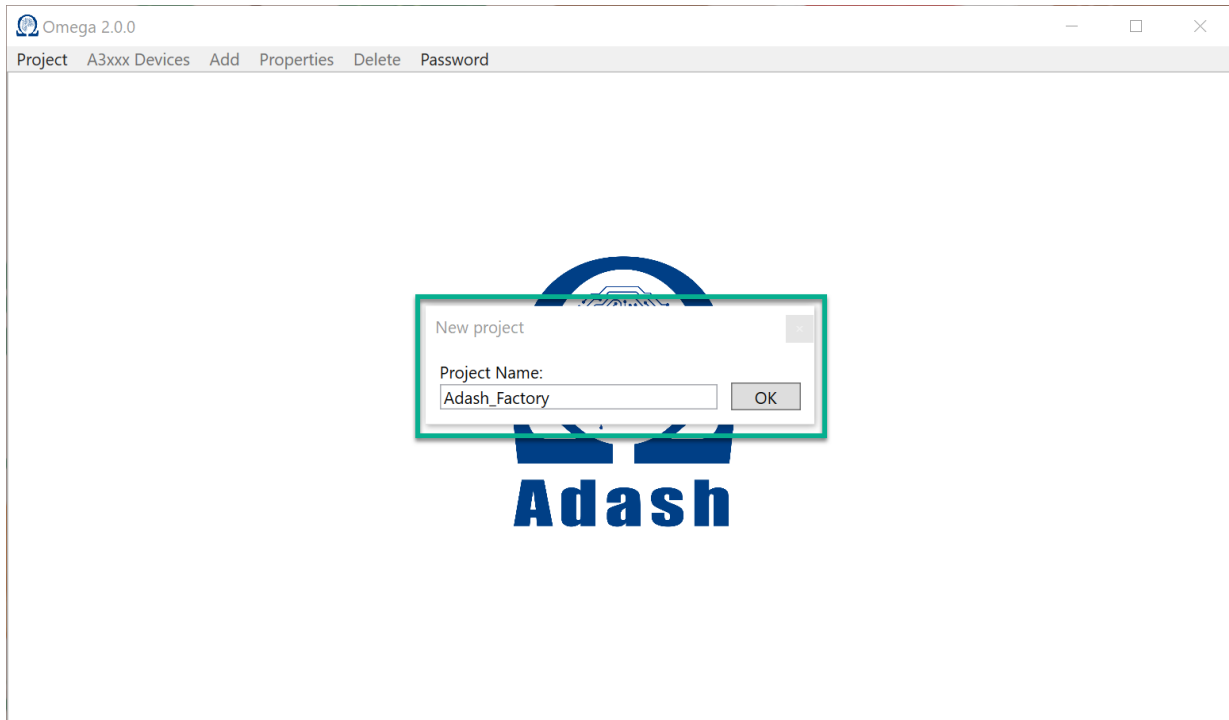 Omega 2.0.0
Project A3xxx Devices Add Properties Delete Password
New project
Project Name:
Adash_Factory OK
Adash